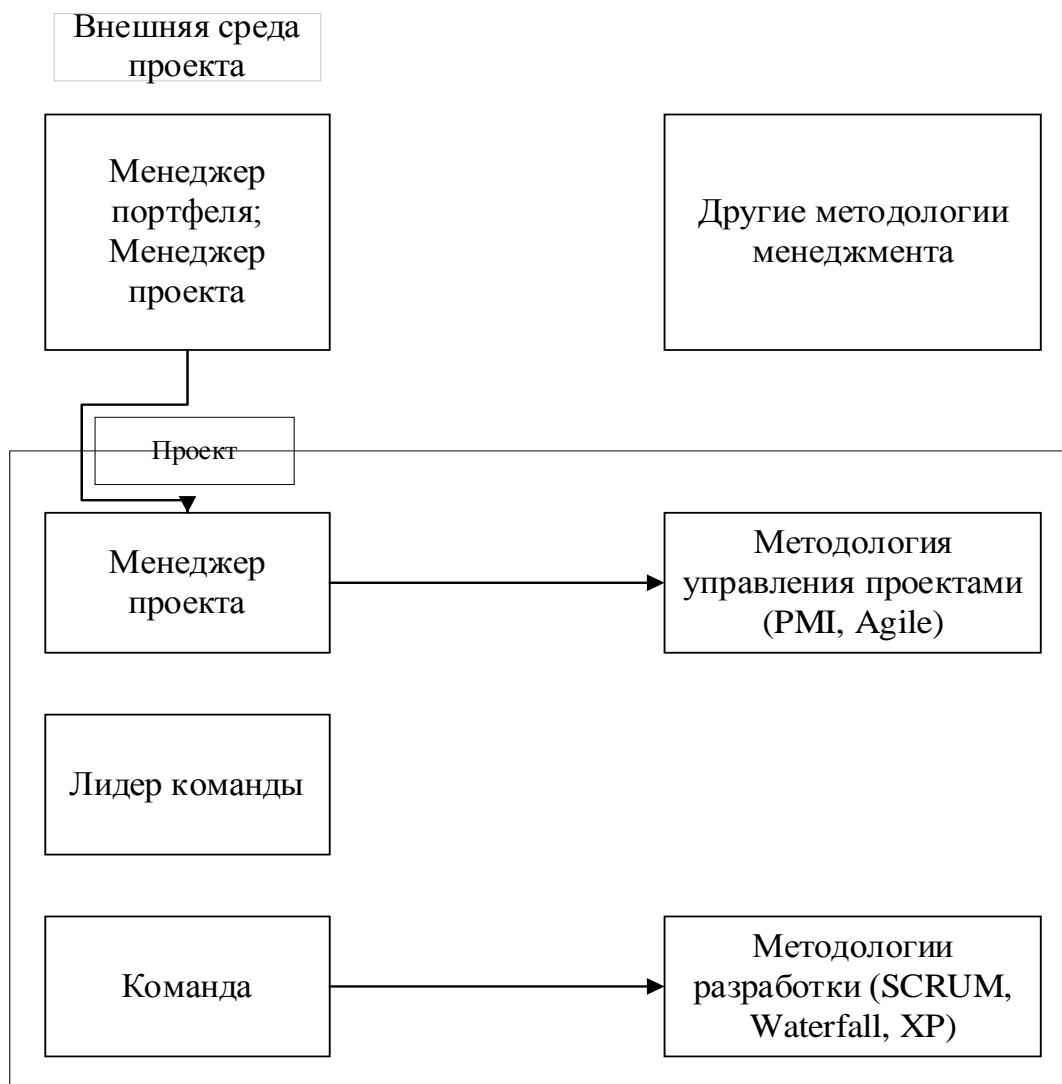 Внешняя среда
проекта
Менеджер
портфеля;
Менеджер
проекта
Другие методологии
менеджмента
Проект
Менеджер
проекта
Методология
управления проектами
(PMI, Agile)
Лидер команды
Команда
Методологии
разработки (SCRUM,
Waterfall, XP)